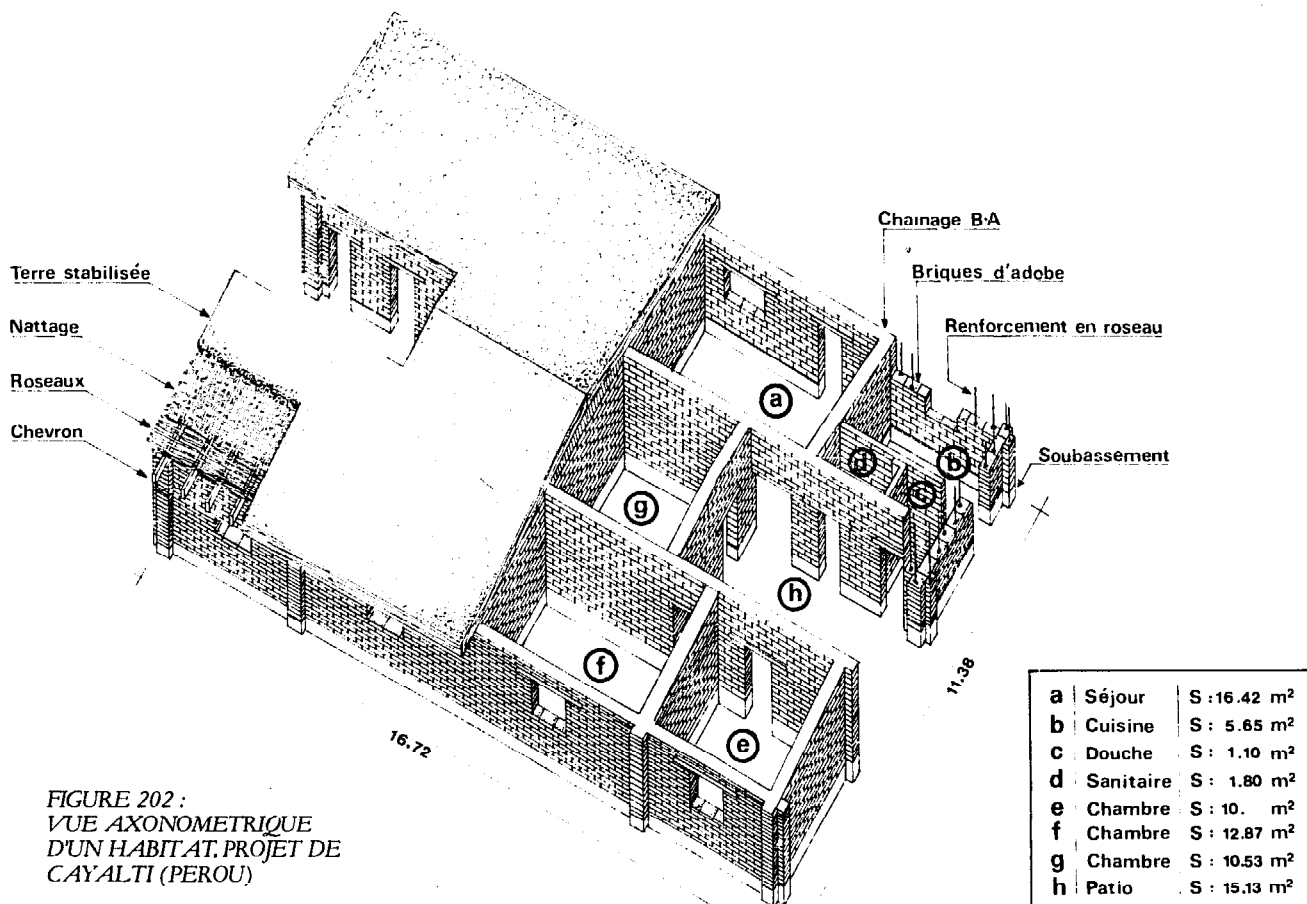 Chainage B.A
Briques d'adobe
Renforcement en roseau
Soubassement
Terre stabilisée
Nattage
Roseaux
Chevron
a
b
c
d
e
f
g
h
16.72
11.38
a Séjour S : 16.42 m²
b Cuisine S : 5.65 m²
c Douche S : 1.10 m²
d Sanitaire S : 1.80 m²
e Chambre S : 10. m²
f Chambre S : 12.87 m²
g Chambre S : 10.53 m²
h Patio S : 15.13 m²
FIGURE 202 :
VUE AXONOMETRIQUE
D'UN HABITAT. PROJET DE
CAYALTI (PEROU)